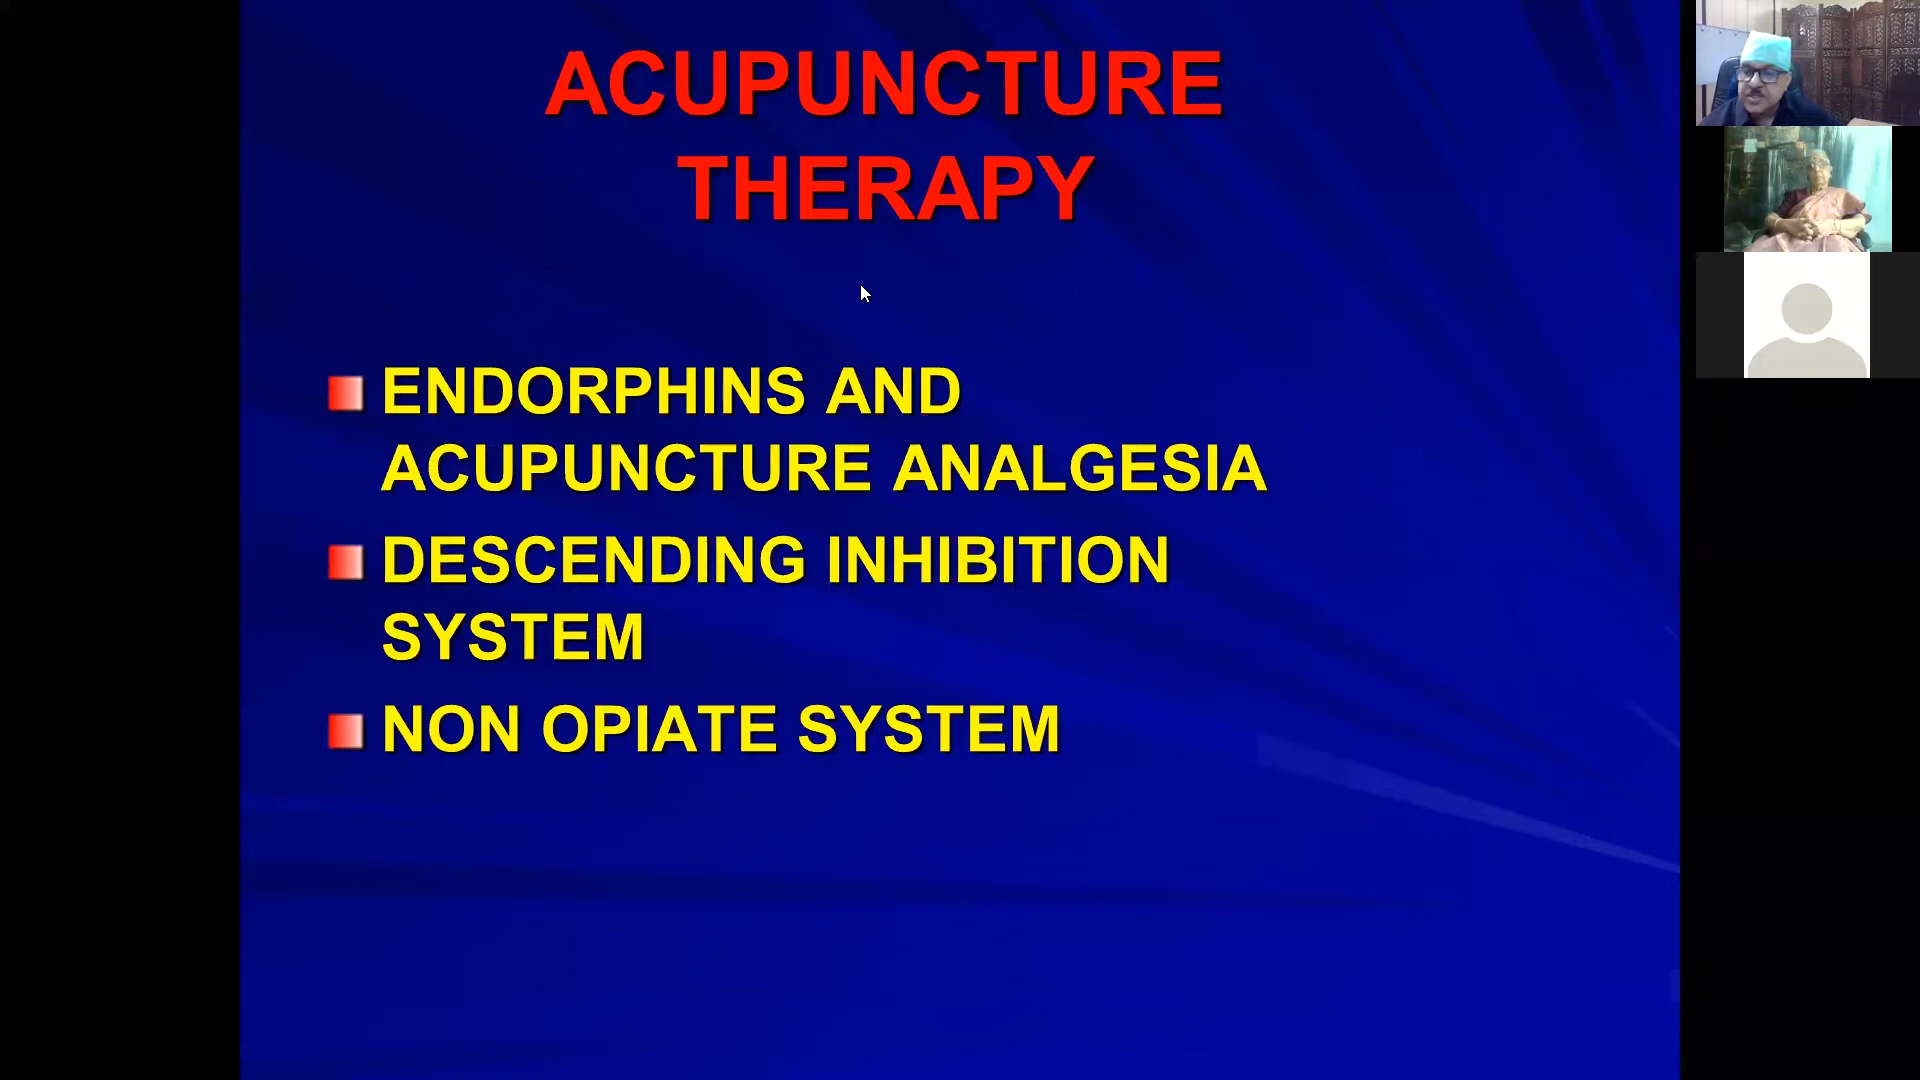 ACUPUNCTURE
THERAPY
ENDORPHINS AND
ACUPUNCTURE ANALGESIA
DESCENDING INHIBITION
SYSTEM
NON OPIATE SYSTEM